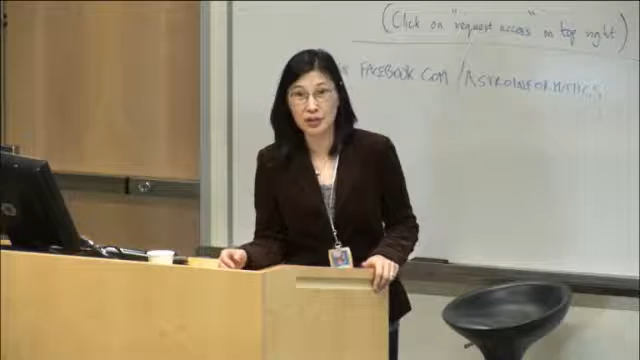 (Click on "request access" on top right)
FACEBOOK.COM/ASTROINFORMATICS